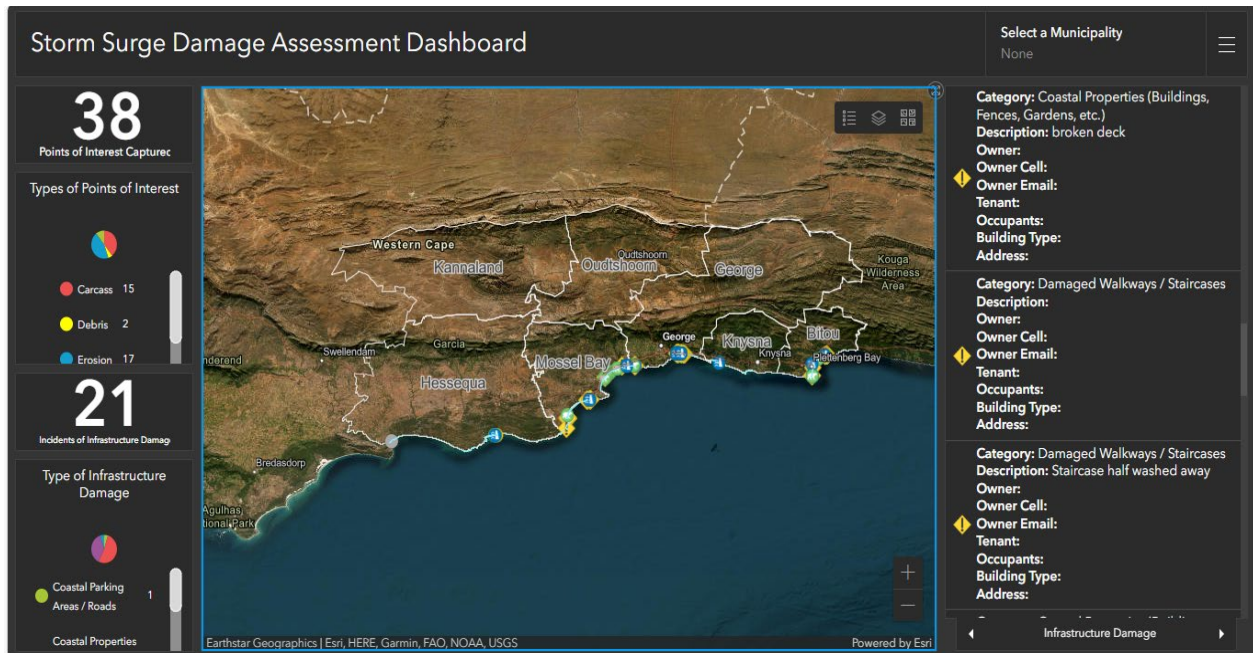 Storm Surge Damage Assessment Dashboard
Select a Municipality
None
38
Points of Interest Capturec
Types of Points of Interest
Carcass 15
Debris 2
Erosion 17
21
Incidents of Infrastructure Damag
Type of Infrastructure
Damage
Coastal Parking
Areas / Roads 1
Coastal Properties
Western Cape
Kannaland
Oudtshoorn
Oudtshoorn
George
Kouga
Wilderness
Area
nderend
Swellendam
Garcia
Hessequa
Mossel Bay
George
Knysna
Knysna
Bitou
Plettenberg Bay
Bredasdorp
Agulhas
tional Park
+
−
Earthstar Geographics | Esri, HERE, Garmin, FAO, NOAA, USGS
Powered by Esri
Category: Coastal Properties (Buildings,
Fences, Gardens, etc.)
Description: broken deck
Owner:
Owner Cell:
Owner Email:
Tenant:
Occupants:
Building Type:
Address:
Category: Damaged Walkways / Staircases
Description:
Owner:
Owner Cell:
Owner Email:
Tenant:
Occupants:
Building Type:
Address:
Category: Damaged Walkways / Staircases
Description: Staircase half washed away
Owner:
Owner Cell:
Owner Email:
Tenant:
Occupants:
Building Type:
Address:
Infrastructure Damage